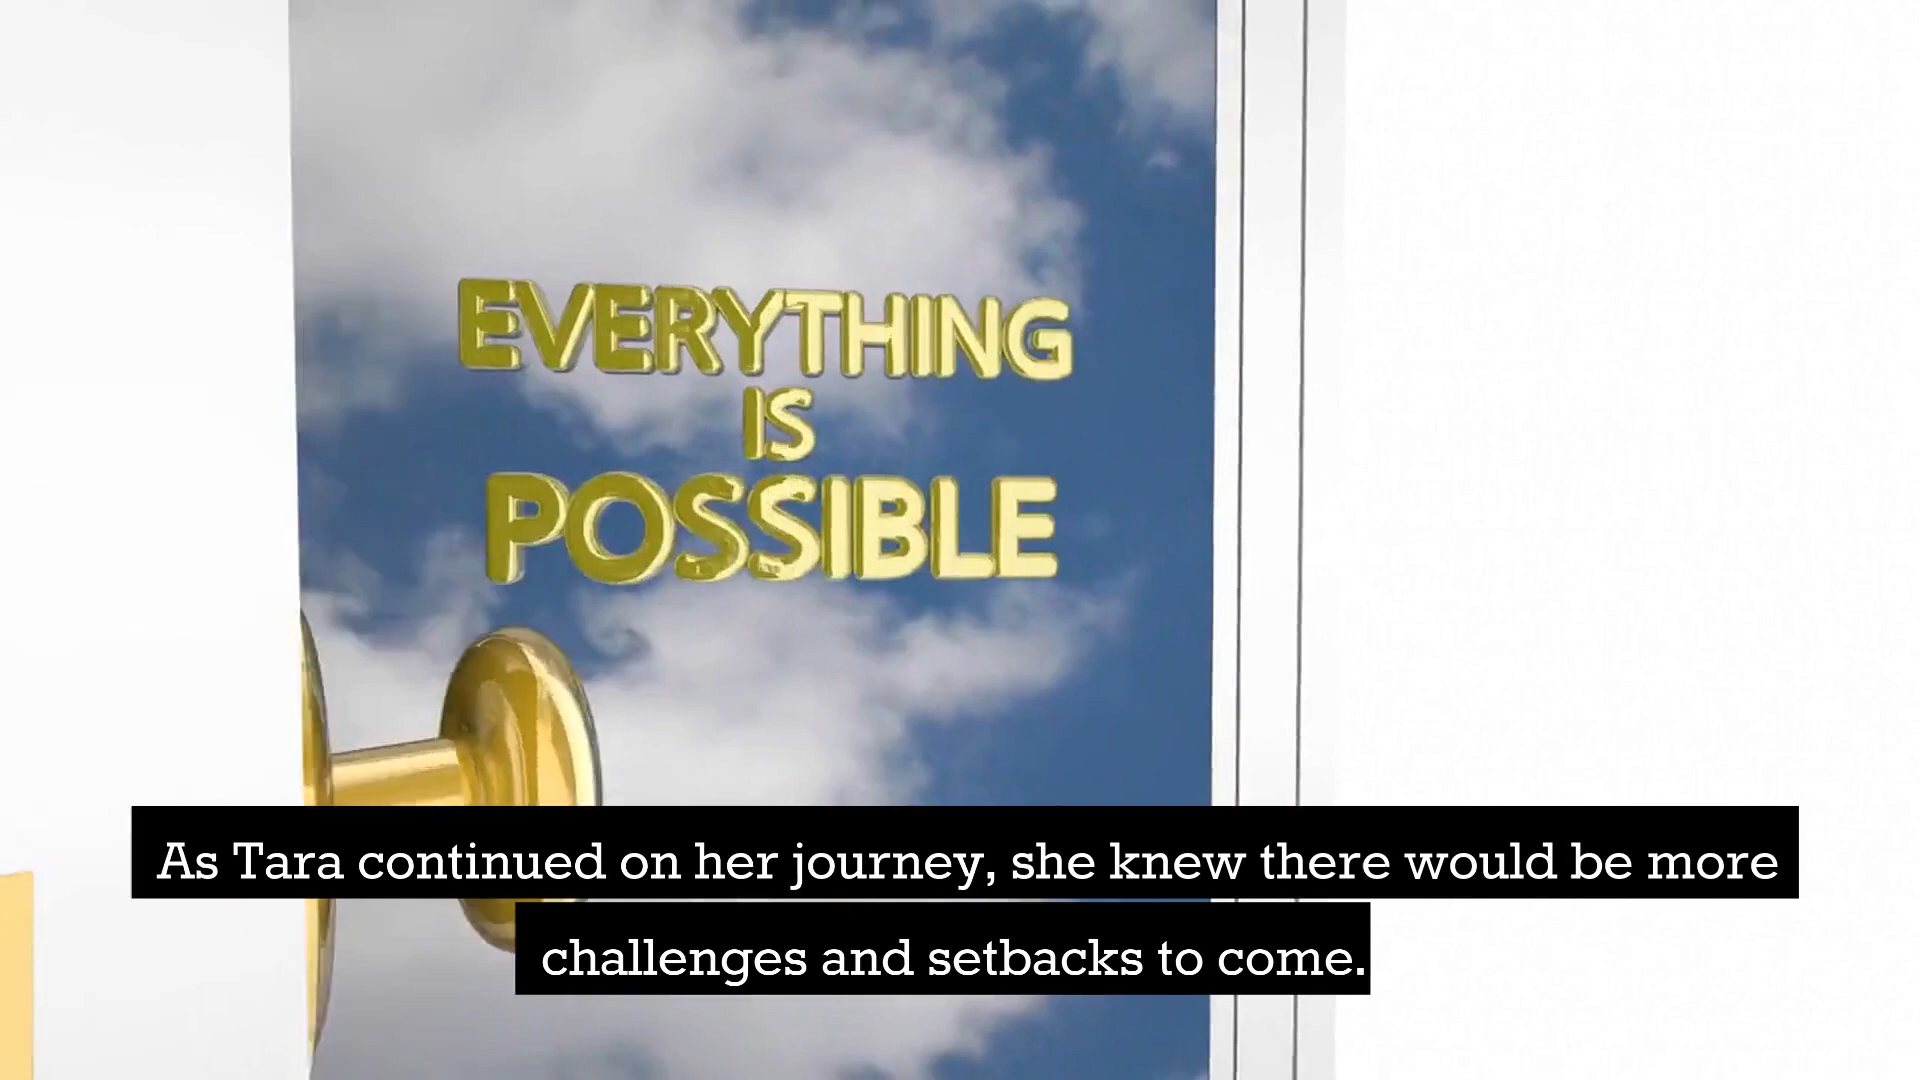 EVERYTHING
IS
POSSIBLE
As Tara continued on her journey, she knew there would be more
challenges and setbacks to come.